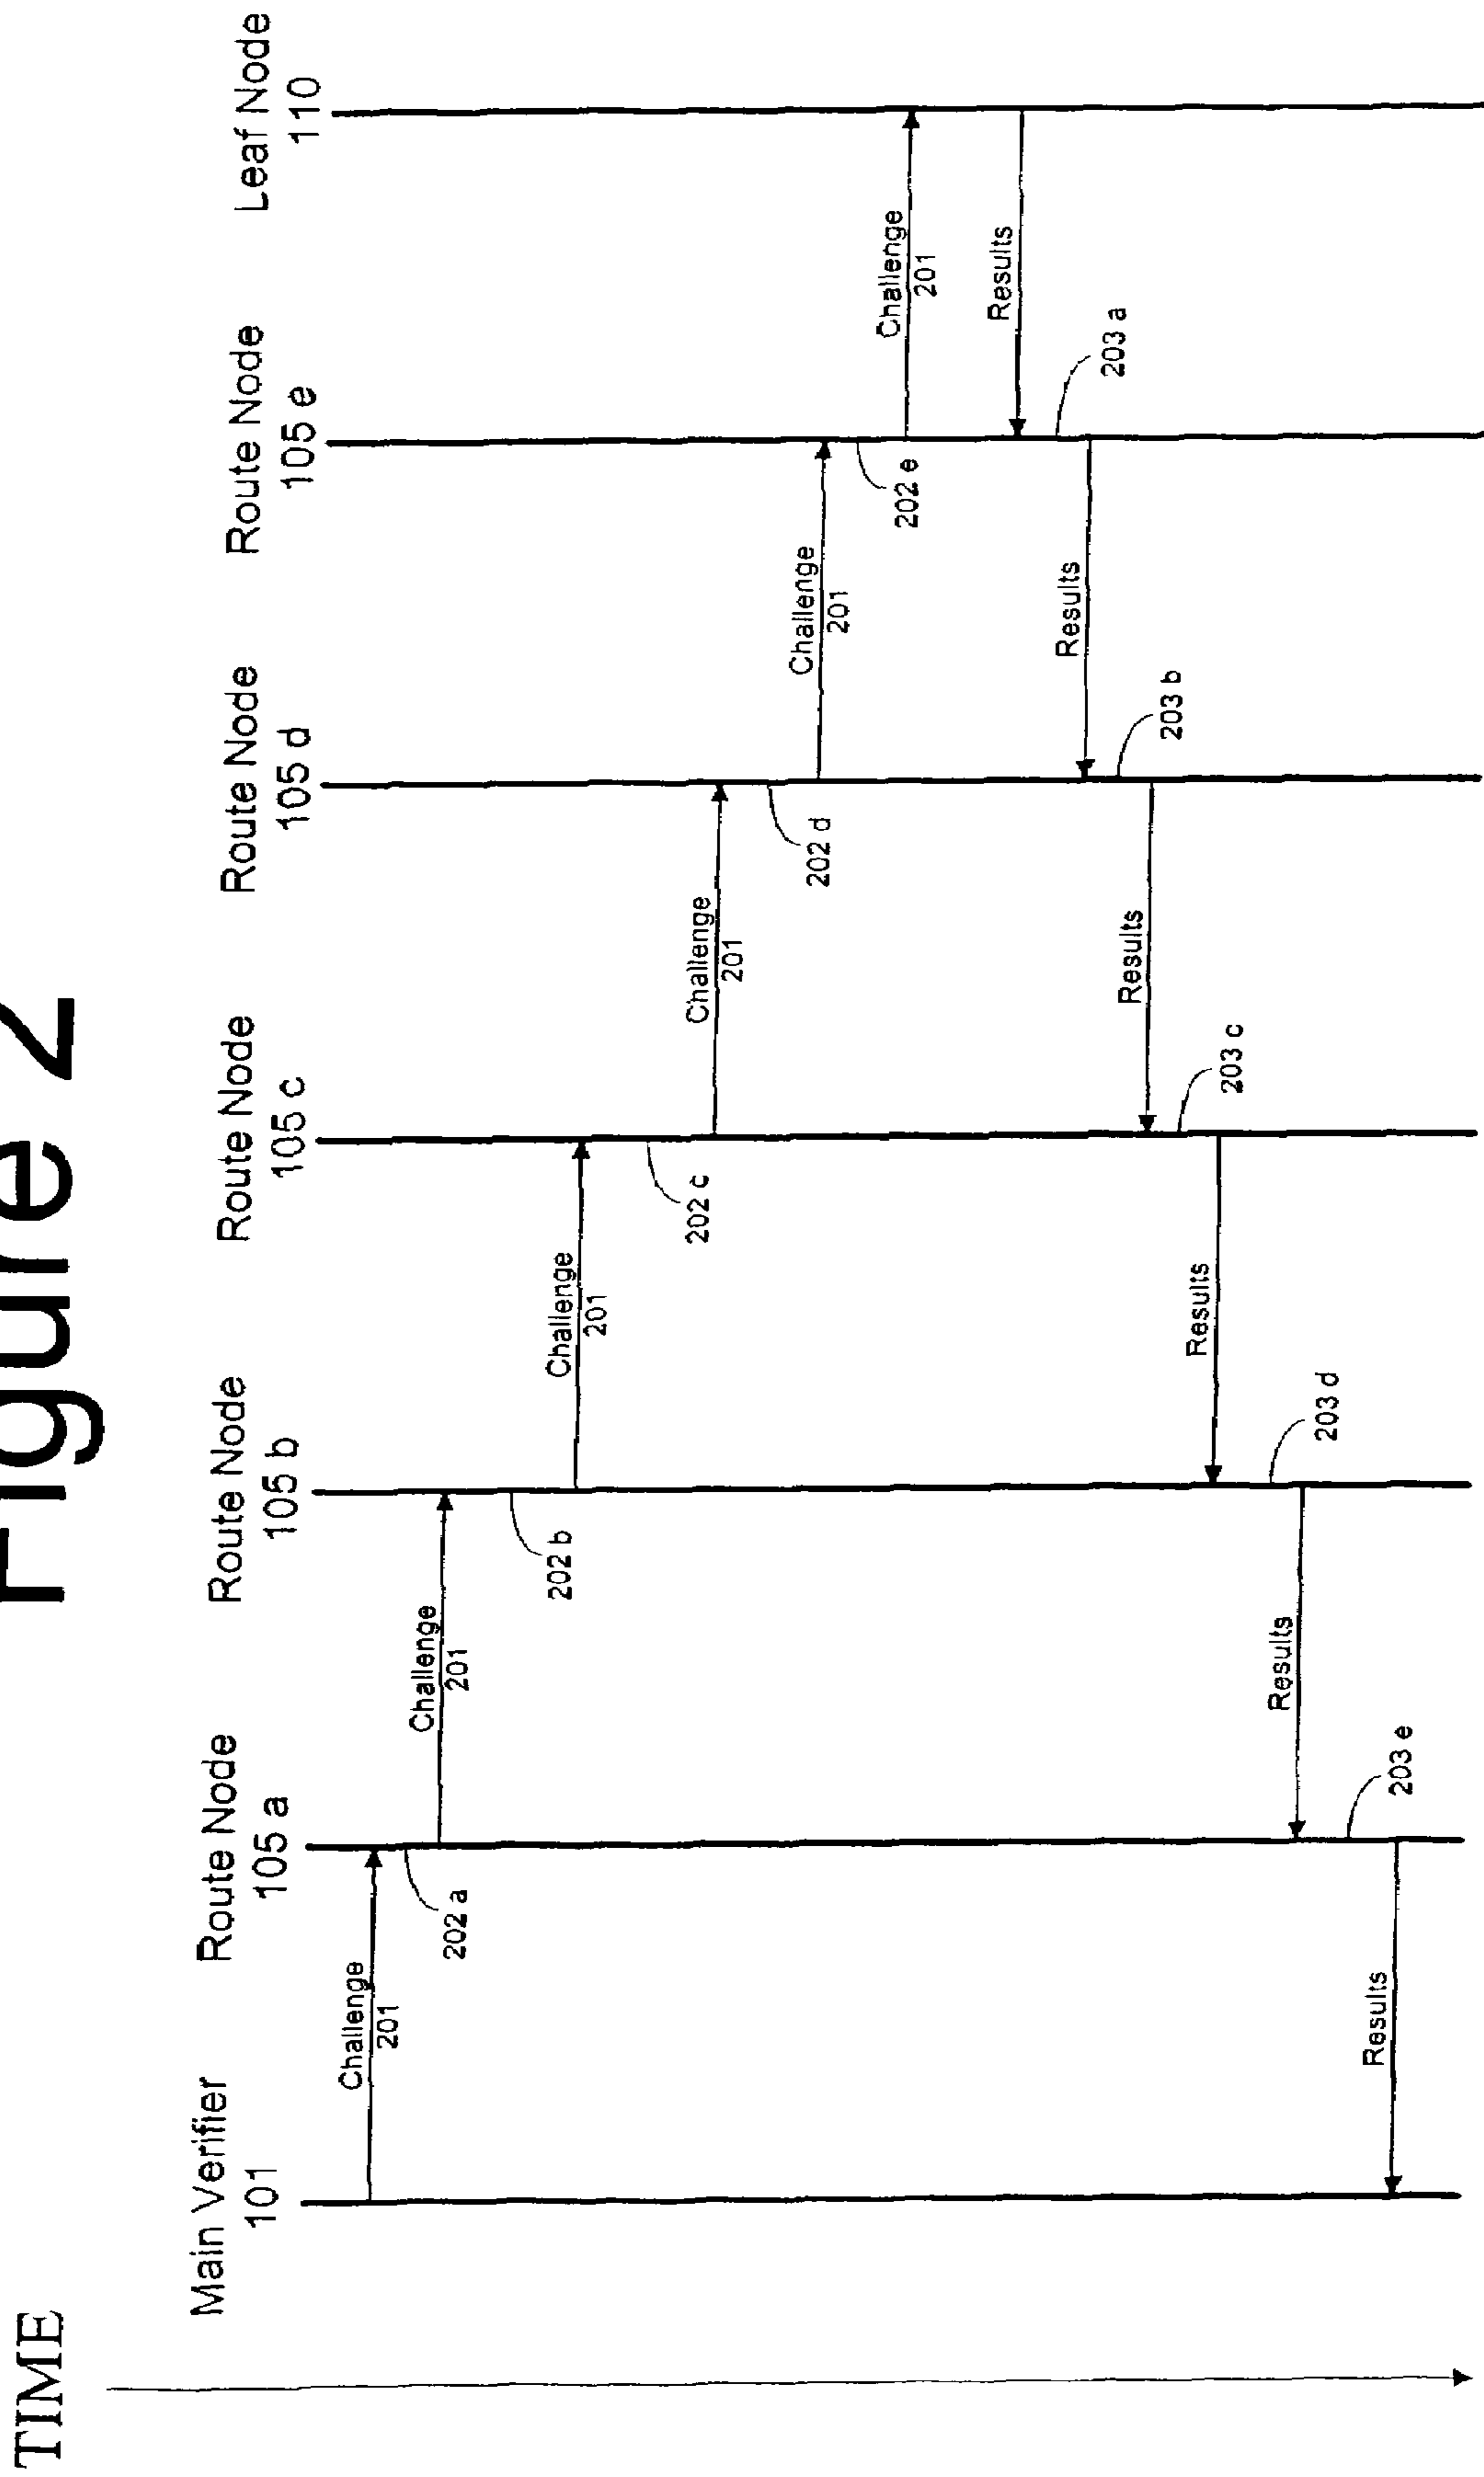 Figure 2
TIME
Main Verifier
101
Route Node
105 a
Route Node
105 b
Route Node
105 c
Route Node
105 d
Route Node
105 e
Leaf Node
110
Challenge
201
202 a
Challenge
201
202 b
Challenge
201
202 c
Challenge
201
202 d
Challenge
201
202 e
Challenge
201
Results
203 a
Results
203 b
Results
203 c
Results
203 d
Results
203 e
Results